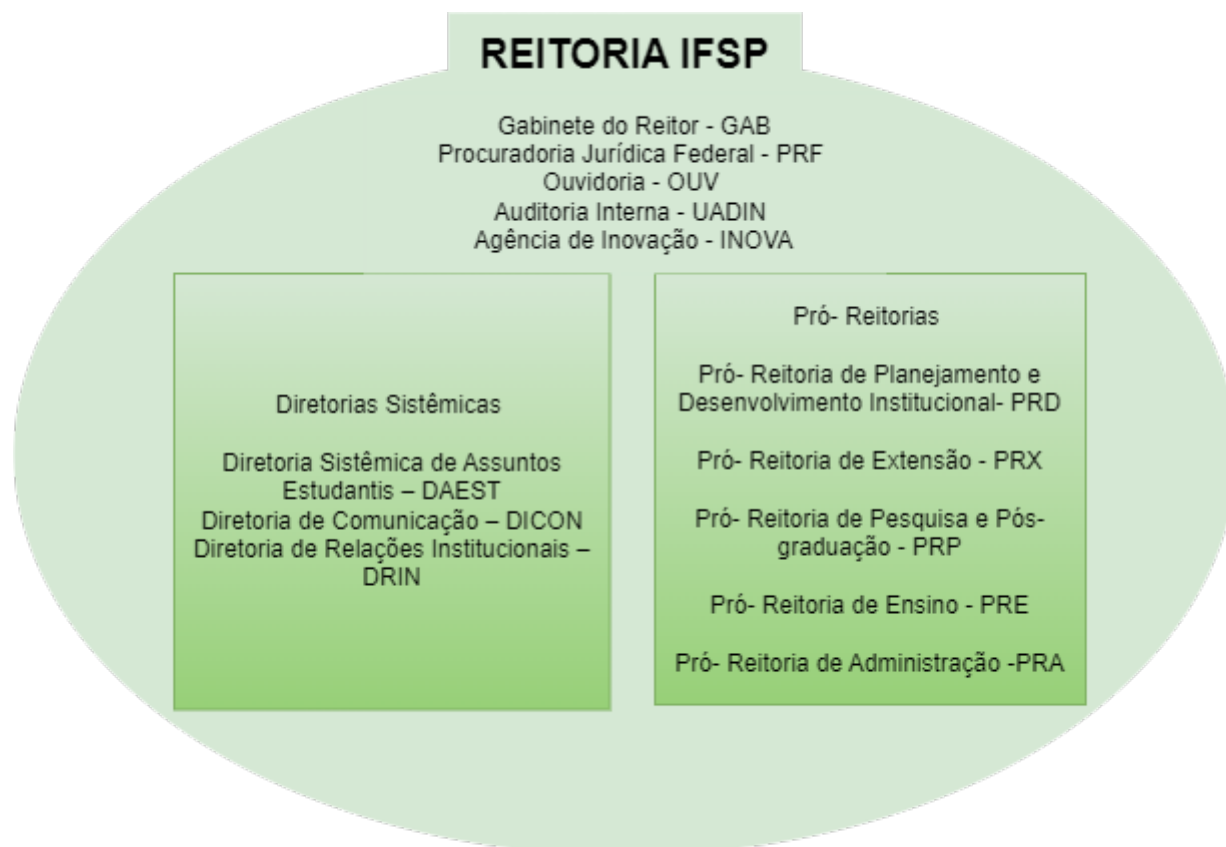 REITORIA IFSP
Gabinete do Reitor - GAB
Procuradoria Jurídica Federal - PRF
Ouvidoria - OUV
Auditoria Interna - UADIN
Agência de Inovação - INOVA
Diretorias Sistêmicas
Diretoria Sistêmica de Assuntos
Estudantis – DAEST
Diretoria de Comunicação – DICON
Diretoria de Relações Institucionais –
DRIN
Pró- Reitorias
Pró- Reitoria de Planejamento e
Desenvolvimento Institucional- PRD
Pró- Reitoria de Extensão - PRX
Pró- Reitoria de Pesquisa e Pós-
graduação - PRP
Pró- Reitoria de Ensino - PRE
Pró- Reitoria de Administração -PRA